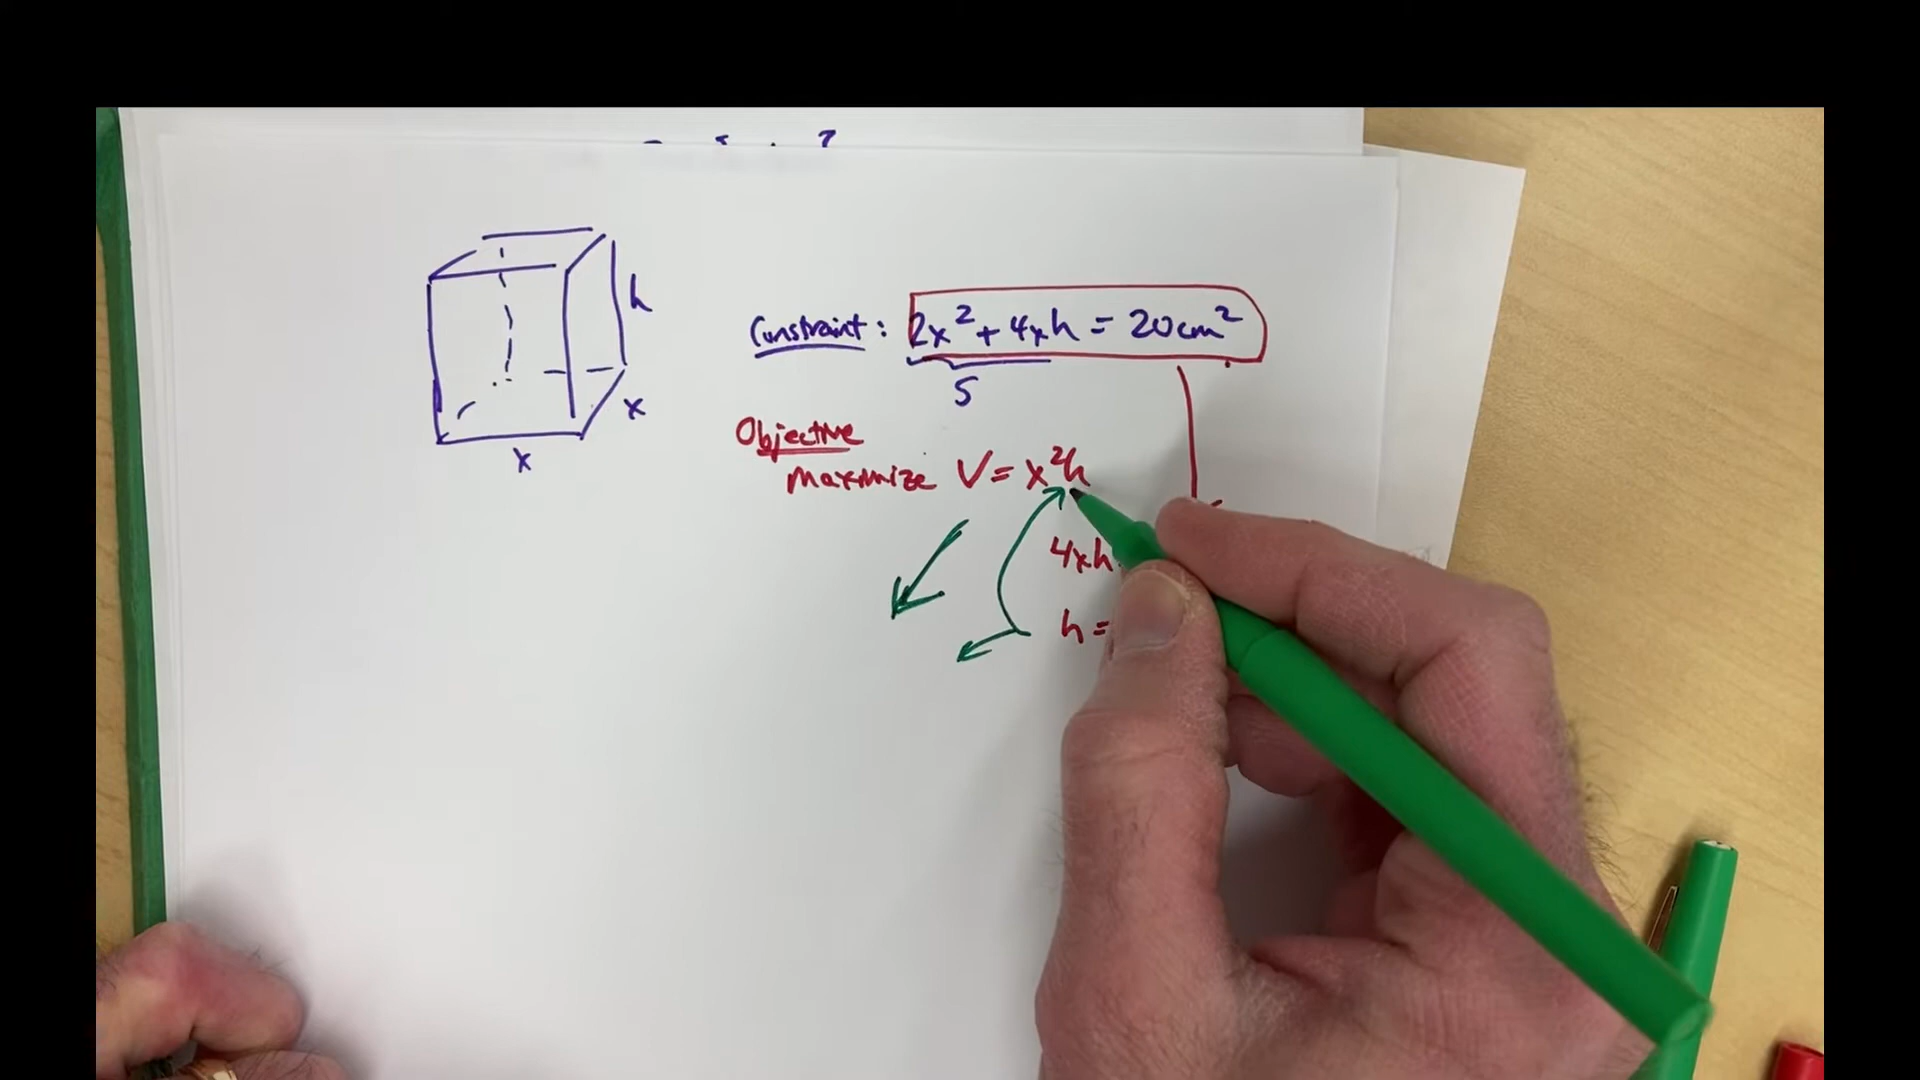 h
Constraint: 2x² + 4xh = 20cm²
S
x
Objective
x
maximize V = x²h
4xh
h =